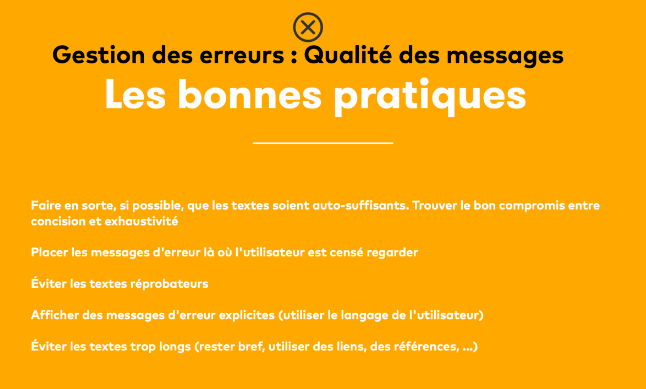 Gestion des erreurs : Qualité des messages
Les bonnes pratiques
Faire en sorte, si possible, que les textes soient auto-suffisants. Trouver le bon compromis entre
concision et exhaustivité
Placer les messages d'erreur là où l'utilisateur est censé regarder
Éviter les textes réprobateurs
Afficher des messages d'erreur explicites (utiliser le langage de l'utilisateur)
Éviter les textes trop longs (rester bref, utiliser des liens, des références, ...)